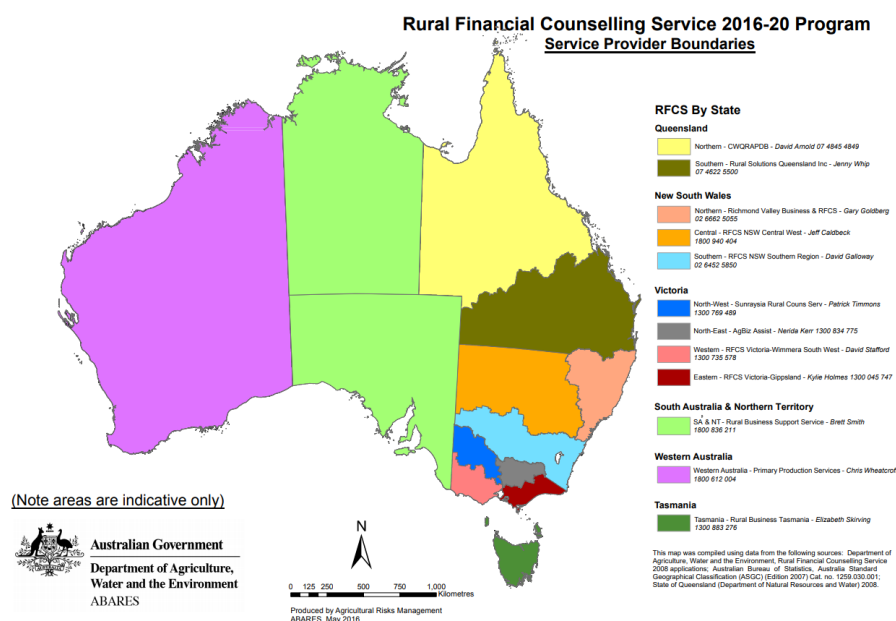 Rural Financial Counselling Service 2016-20 Program
Service Provider Boundaries
RFCS By State
Queensland
Northern - CWQRAPDB - David Arnold 07 4845 4849
Southern - Rural Solutions Queensland Inc - Jenny Whip
07 4622 5500
New South Wales
Northern - Richmond Valley Business & RFCS - Gary Goldberg
02 6662 5055
Central - RFCS NSW Central West - Jeff Caldbeck
1800 940 404
Southern - RFCS NSW Southern Region - David Galloway
02 6452 5850
Victoria
North-West - Sunraysia Rural Couns Serv - Patrick Timmons
1300 769 489
North-East - AgBiz Assist - Nerida Kerr 1300 834 775
Western - RFCS Victoria-Wimmera South West - David Stafford
1300 735 578
Eastern - RFCS Victoria-Gippsland - Kylie Holmes 1300 045 747
South Australia & Northern Territory
SA & NT- Rural Business Support Service - Brett Smith
1800 836 211
Western Australia
Western Australia - Primary Production Services - Chris Wheatcrof
1800 612 004
Tasmania
Tasmania - Rural Business Tasmania - Elizabeth Skirving
1300 883 276
This map was compiled using data from the following sources: Department of
Agriculture, Water and the Environment, Rural Financial Counselling Service
2008 applications; Australian Bureau of Statistics, Australia Standard
Geographical Classification (ASGC) (Edition 2007) Cat. no. 1259.030.001;
State of Queensland (Department of Natural Resources and Water) 2008.
(Note areas are indicative only)
Australian Government
Department of Agriculture,
Water and the Environment
ABARES
N
0 125 250 500 750 1,000
Kilometres
Produced by Agricultural Risks Management
ABARES, May 2016